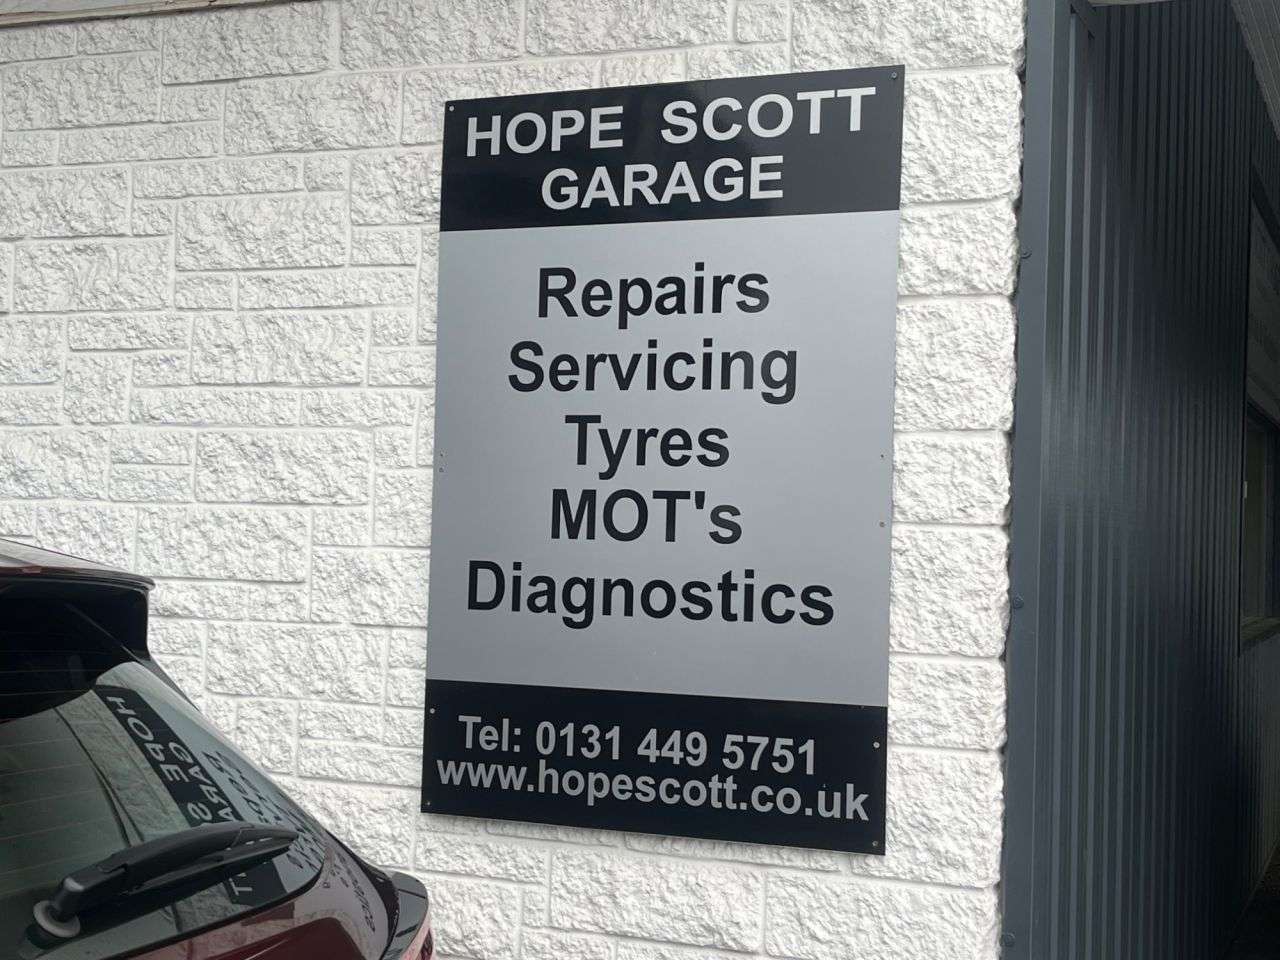 HOPE SCOTT
GARAGE
Repairs
Servicing
Tyres
MOT's
Diagnostics
Tel: 0131 449 5751
www.hopescott.co.uk